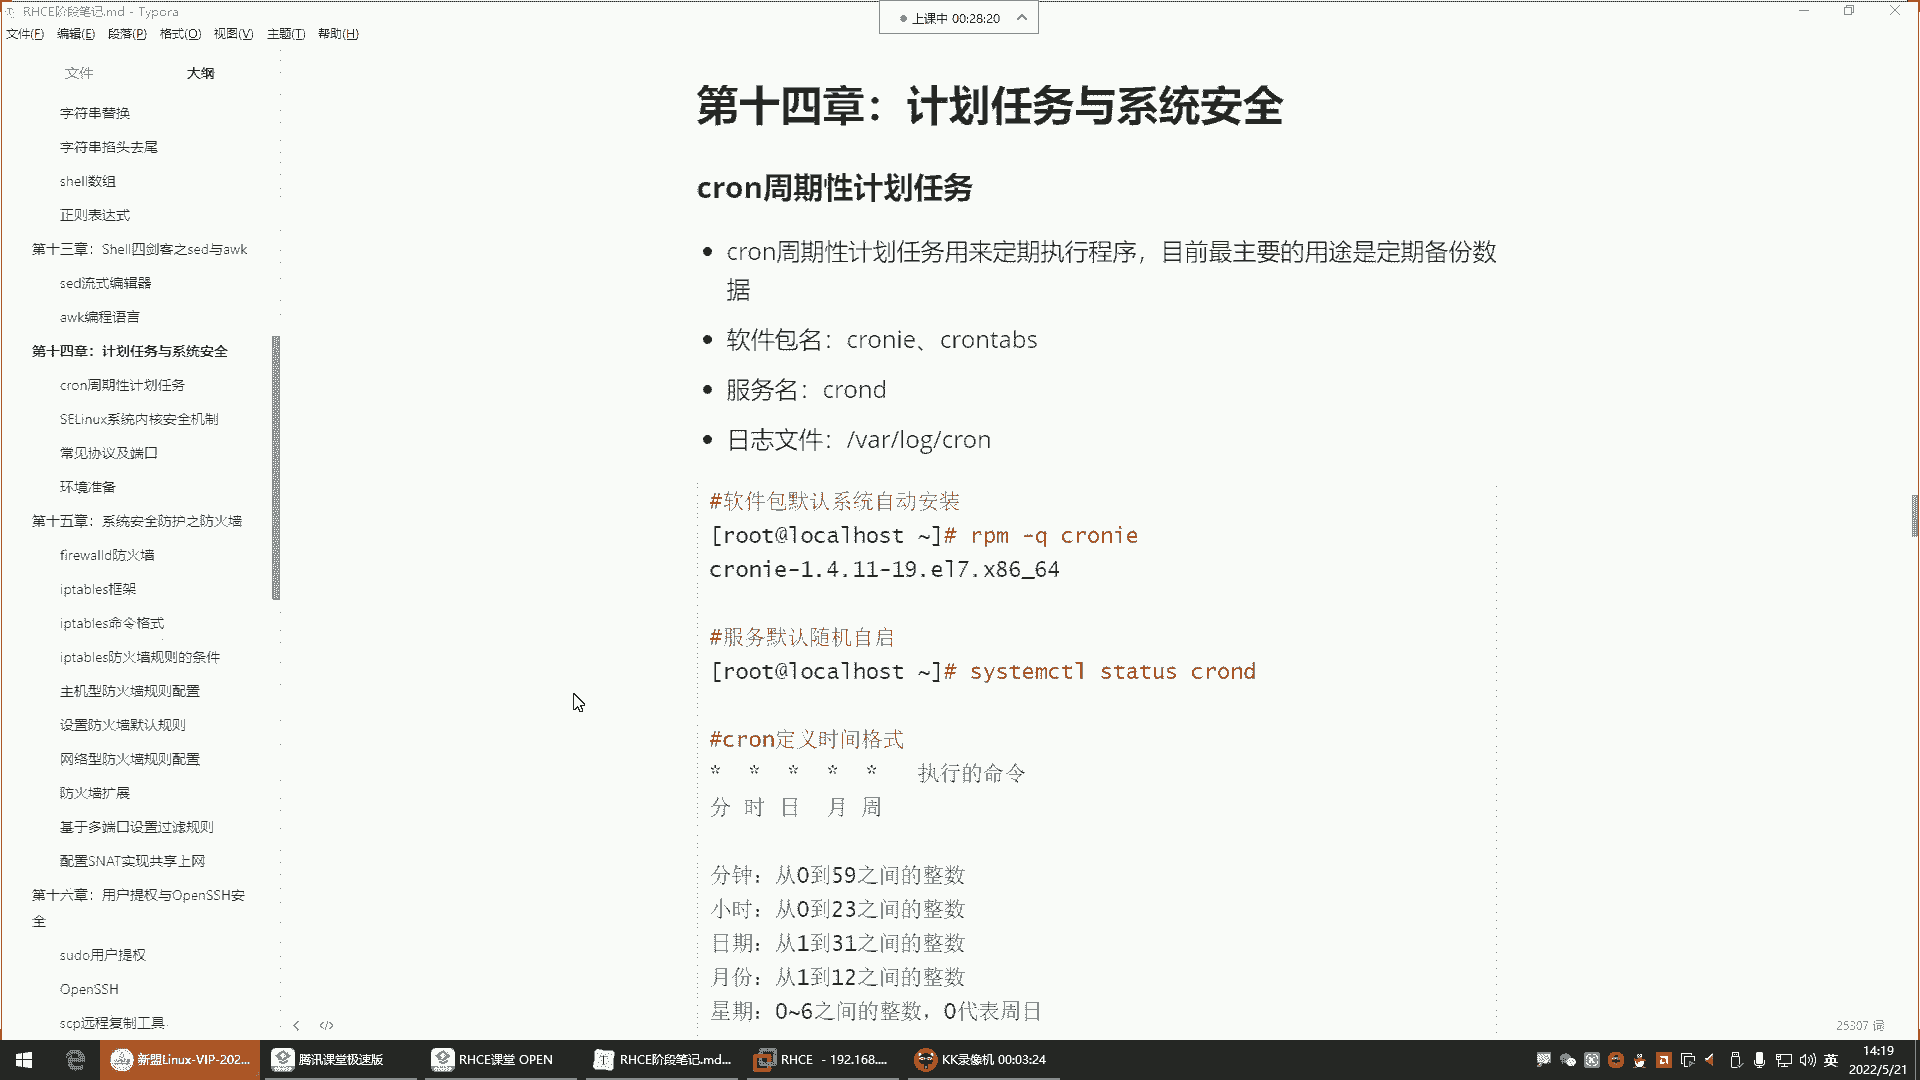 RHCE阶段笔记.md - Typora
上课中 00:28:20
文件(F) 编辑(E) 段落(P) 格式(O) 视图(V) 主题(T) 帮助(H)
文件 大纲
字符串替换
字符串掐头去尾
shell数组
正则表达式
第十三章：Shell四剑客之sed与awk
sed流式编辑器
awk编程语言
第十四章：计划任务与系统安全
cron周期性计划任务
SELinux系统内核安全机制
常见协议及端口
环境准备
第十五章：系统安全防护之防火墙
firewalld防火墙
iptables框架
iptables命令格式
iptables防火墙规则的条件
主机型防火墙规则配置
设置防火墙默认规则
网络型防火墙规则配置
防火墙扩展
基于多端口设置过滤规则
配置SNAT实现共享上网
第十六章：用户提权与OpenSSH安
全
sudo用户提权
OpenSSH
scp远程复制工具
第十四章：计划任务与系统安全
cron周期性计划任务
cron周期性计划任务用来定期执行程序，目前最主要的用途是定期备份数
据
软件包名：cronie、crontabs
服务名：crond
日志文件：/var/log/cron
#软件包默认系统自动安装
[root@localhost ~]# rpm -q cronie
cronie-1.4.11-19.el7.x86_64
#服务默认随机自启
[root@localhost ~]# systemctl status crond
#cron定义时间格式
* * * * * 执行的命令
分 时 日 月 周
分钟：从0到59之间的整数
小时：从0到23之间的整数
日期：从1到31之间的整数
月份：从1到12之间的整数
星期：0~6之间的整数，0代表周日
25307 词
新盟Linux-VIP-202... 腾讯课堂极速版 RHCE课堂 OPEN RHCE阶段笔记.md... RHCE - 192.168.... KK录像机 00:03:24 英 14:19
2022/5/21